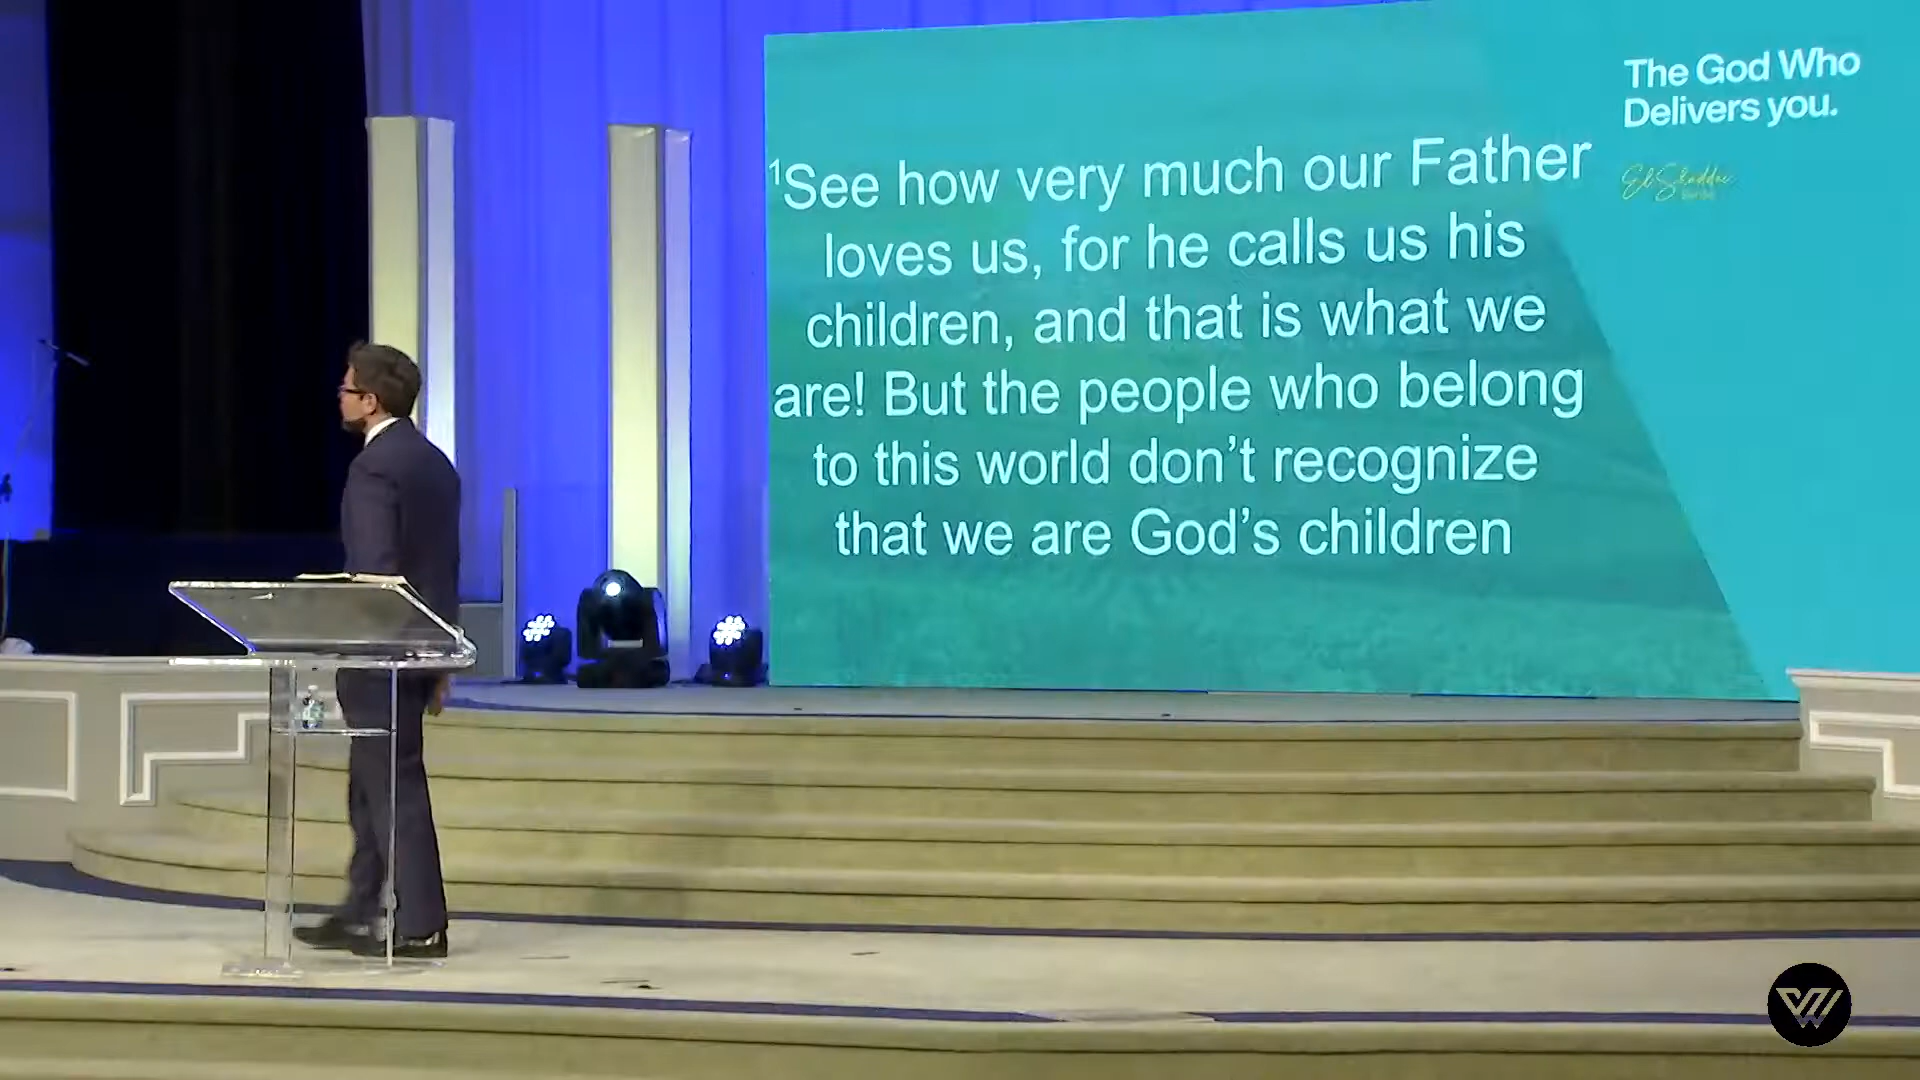 The God Who
Delivers you.
El Shaddai
¹See how very much our Father
loves us, for he calls us his
children, and that is what we
are! But the people who belong
to this world don’t recognize
that we are God’s children